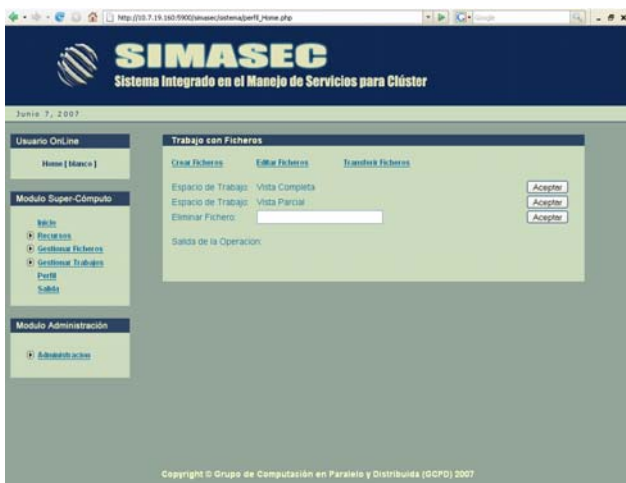 http://10.7.19.160:5900/simasec/sistema/perfil_Home.php
Google
SIMASEC
Sistema Integrado en el Manejo de Servicios para Clúster
Junio 7, 2007
Usuario OnLine
Home [ blanco ]
Modulo Super-Cómputo
Inicio
Recursos
Gestionar Ficheros
Gestionar Trabajos
Perfil
Salida
Modulo Administración
Administracion
Trabajo con Ficheros
Crear Ficheros Editar Ficheros Transferir Ficheros
Espacio de Trabajo: Vista Completa Aceptar
Espacio de Trabajo: Vista Parcial Aceptar
Eliminar Fichero: Aceptar
Salida de la Operación:
Copyright © Grupo de Computación en Paralelo y Distribuida (GCPD) 2007